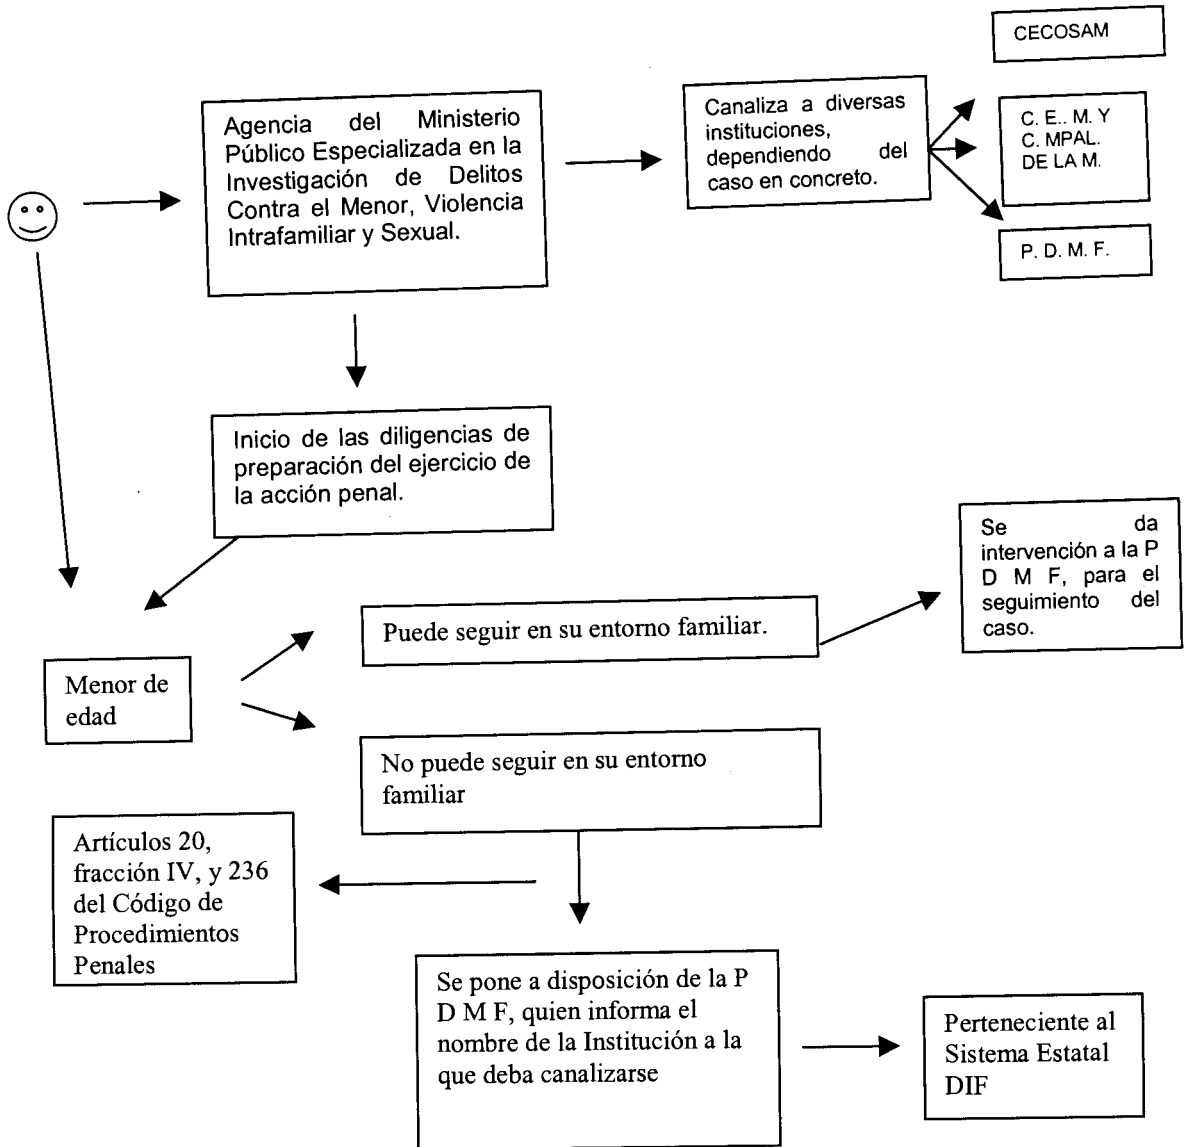 CECOSAM
Agencia del Ministerio
Público Especializada en la
Investigación de Delitos
Contra el Menor, Violencia
Intrafamiliar y Sexual.
Canaliza a diversas
instituciones,
dependiendo del
caso en concreto.
C. E.. M. Y
C. MPAL.
DE LA M.
P. D. M. F.
Inicio de las diligencias de
preparación del ejercicio de
la acción penal.
Se da
intervención a la P
D M F, para el
seguimiento del
caso.
Puede seguir en su entorno familiar.
Menor de
edad
No puede seguir en su entorno
familiar
Artículos 20,
fracción IV, y 236
del Código de
Procedimientos
Penales
Se pone a disposición de la P
D M F, quien informa el
nombre de la Institución a la
que deba canalizarse
Perteneciente al
Sistema Estatal
DIF